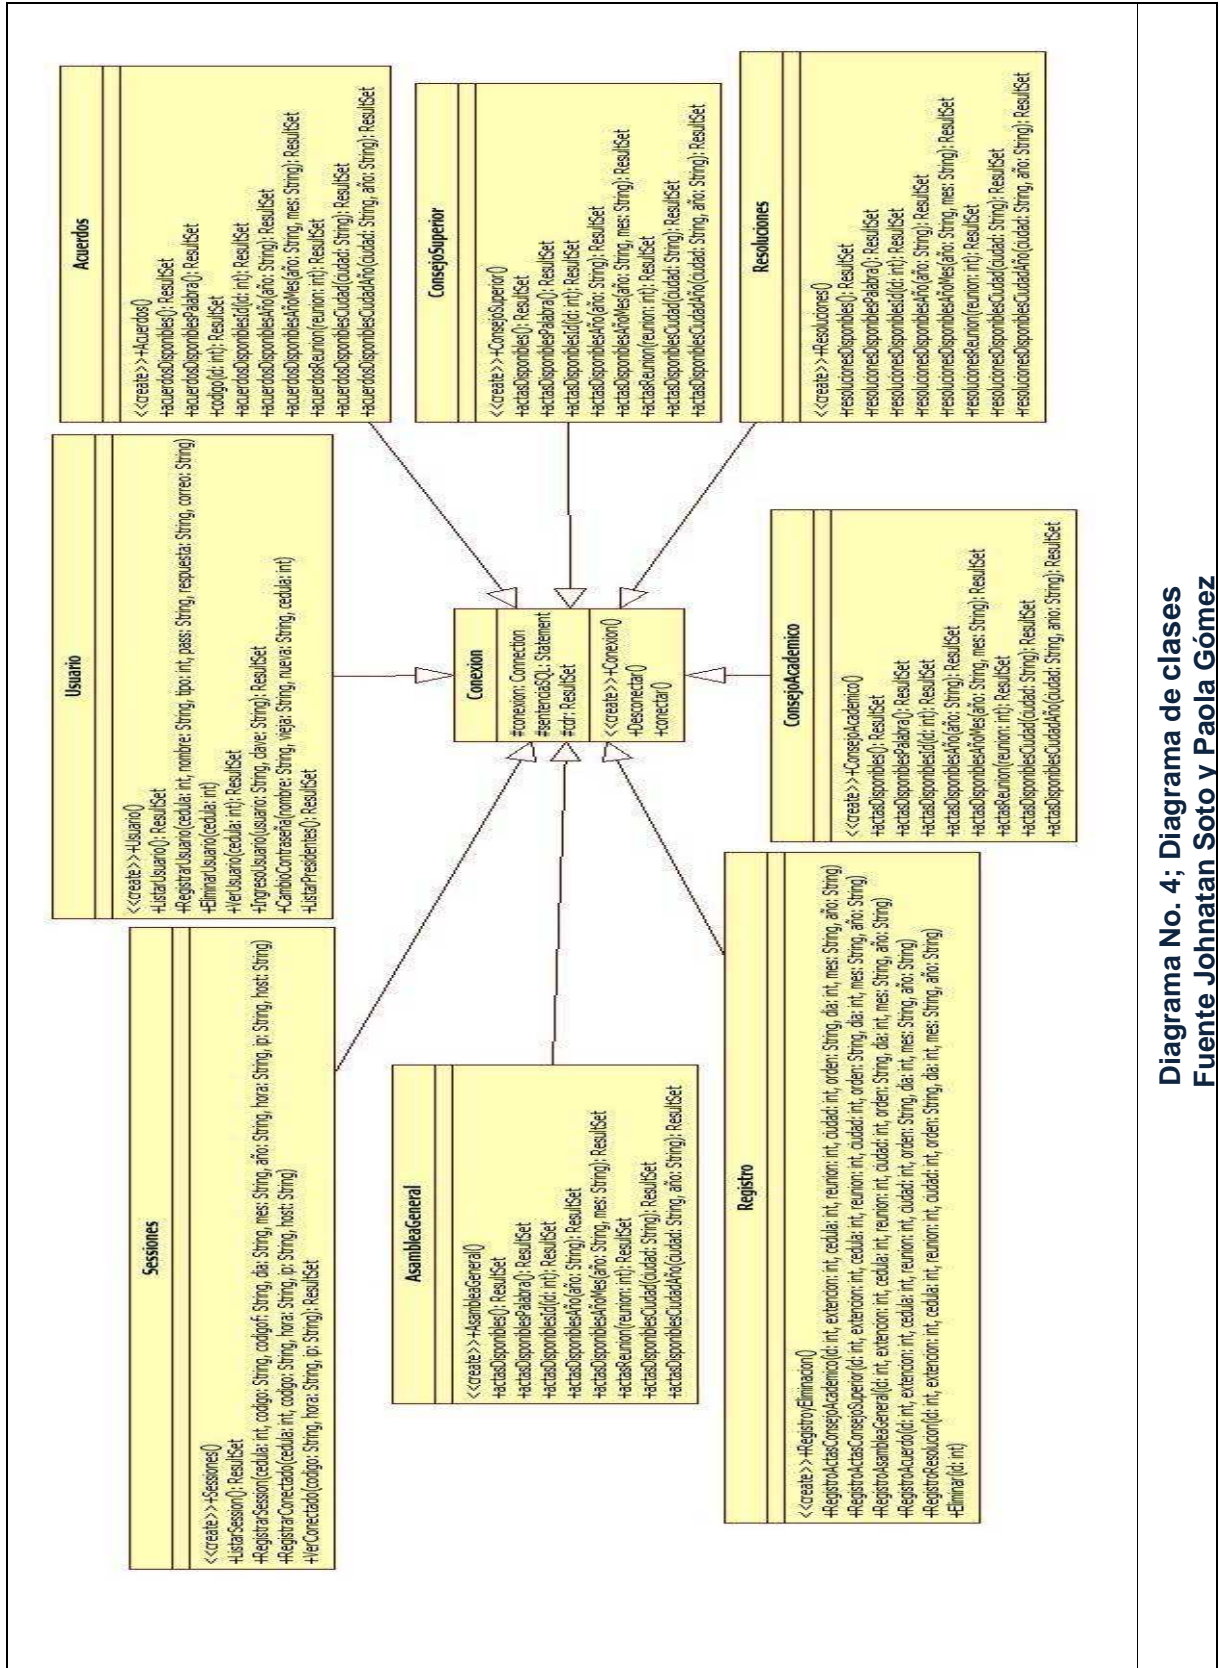 Sessiones
<<create>>+Sessiones()
+ListarSession(): ResultSet
+RegistrarSession(cedula: int, codigo: String, codigof: String, dia: String, mes: String, año: String, hora: String, ip: String, host: String)
+RegistrarConectado(cedula: int, codigo: String, hora: String, ip: String, host: String)
+VerConectado(codigo: String, hora: String, ip: String): ResultSet
Usuario
<<create>>+Usuario()
+ListarUsuario(): ResultSet
+RegistrarUsuario(cedula: int, nombre: String, tipo: int, pass: String, respuesta: String, correo: String)
+EliminarUsuario(cedula: int)
+VerUsuario(cedula: int): ResultSet
+IngresoUsuario(usuario: String, clave: String): ResultSet
+CambioContraseña(nombre: String, vieja: String, nueva: String, cedula: int)
+ListarPresidentes(): ResultSet
Acuerdos
<<create>>+Acuerdos()
+acuerdosDisponibles(): ResultSet
+acuerdosDisponiblesPalabra(): ResultSet
+codigo(id: int): ResultSet
+acuerdosDisponiblesId(id: int): ResultSet
+acuerdosDisponiblesAño(año: String): ResultSet
+acuerdosDisponiblesAñoMes(año: String, mes: String): ResultSet
+acuerdosReunion(reunion: int): ResultSet
+acuerdosDisponiblesCiudad(ciudad: String): ResultSet
+acuerdosDisponiblesCiudadAño(ciudad: String, año: String): ResultSet
AsambleaGeneral
<<create>>+AsambleaGeneral()
+actasDisponibles(): ResultSet
+actasDisponiblesPalabra(): ResultSet
+actasDisponiblesId(id: int): ResultSet
+actasDisponiblesAño(año: String): ResultSet
+actasDisponiblesAñoMes(año: String, mes: String): ResultSet
+actasReunion(reunion: int): ResultSet
+actasDisponiblesCiudad(ciudad: String): ResultSet
+actasDisponiblesCiudadAño(ciudad: String, año: String): ResultSet
Conexion
#conexion: Connection
#sentenciaSQL: Statement
#cdr: ResultSet
<<create>>+Conexion()
+Desconectar()
+conectar()
ConsejoSuperior
<<create>>+ConsejoSuperior()
+actasDisponibles(): ResultSet
+actasDisponiblesPalabra(): ResultSet
+actasDisponiblesId(id: int): ResultSet
+actasDisponiblesAño(año: String): ResultSet
+actasDisponiblesAñoMes(año: String, mes: String): ResultSet
+actasReunion(reunion: int): ResultSet
+actasDisponiblesCiudad(ciudad: String): ResultSet
+actasDisponiblesCiudadAño(ciudad: String, año: String): ResultSet
Registro
<<create>>+RegistroyEliminacion()
+RegistroActasConsejoAcademico(id: int, extencion: int, cedula: int, reunion: int, ciudad: int, orden: String, dia: int, mes: String, año: String)
+RegistroActasConsejoSuperior(id: int, extencion: int, cedula: int, reunion: int, ciudad: int, orden: String, dia: int, mes: String, año: String)
+RegistroAsambleaGeneral(id: int, extencion: int, cedula: int, reunion: int, ciudad: int, orden: String, dia: int, mes: String, año: String)
+RegistroAcuerdo(id: int, extencion: int, cedula: int, reunion: int, ciudad: int, orden: String, dia: int, mes: String, año: String)
+RegistroResolucion(id: int, extencion: int, cedula: int, reunion: int, ciudad: int, orden: String, dia: int, mes: String, año: String)
+Eliminar(id: int)
ConsejoAcademico
<<create>>+ConsejoAcademico()
+actasDisponibles(): ResultSet
+actasDisponiblesPalabra(): ResultSet
+actasDisponiblesId(id: int): ResultSet
+actasDisponiblesAño(año: String): ResultSet
+actasDisponiblesAñoMes(año: String, mes: String): ResultSet
+actasReunion(reunion: int): ResultSet
+actasDisponiblesCiudad(ciudad: String): ResultSet
+actasDisponiblesCiudadAño(ciudad: String, anio: String): ResultSet
Resoluciones
<<create>>+Resoluciones()
+resolucionesDisponibles(): ResultSet
+resolucionesDisponiblesPalabra(): ResultSet
+resolucionesDisponiblesId(id: int): ResultSet
+resolucionesDisponiblesAño(año: String): ResultSet
+resolucionesDisponiblesAñoMes(año: String, mes: String): ResultSet
+resolucionesReunion(reunion: int): ResultSet
+resolucionesDisponiblesCiudad(ciudad: String): ResultSet
+resolucionesDisponiblesCiudadAño(ciudad: String, año: String): ResultSet
Diagrama No. 4; Diagrama de clases
Fuente Johnatan Soto y Paola Gómez